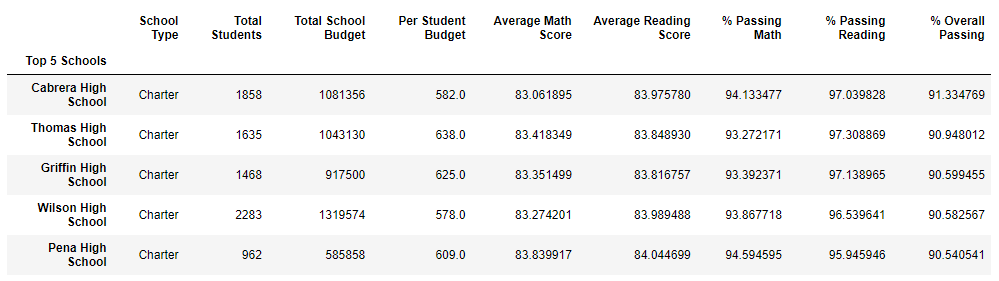 School Type Total Students Total School Budget Per Student Budget Average Math Score Average Reading Score % Passing Math % Passing Reading % Overall Passing
Top 5 Schools
Cabrera High School Charter 1858 1081356 582.0 83.061895 83.975780 94.133477 97.039828 91.334769
Thomas High School Charter 1635 1043130 638.0 83.418349 83.848930 93.272171 97.308869 90.948012
Griffin High School Charter 1468 917500 625.0 83.351499 83.816757 93.392371 97.138965 90.599455
Wilson High School Charter 2283 1319574 578.0 83.274201 83.989488 93.867718 96.539641 90.582567
Pena High School Charter 962 585858 609.0 83.839917 84.044699 94.594595 95.945946 90.540541